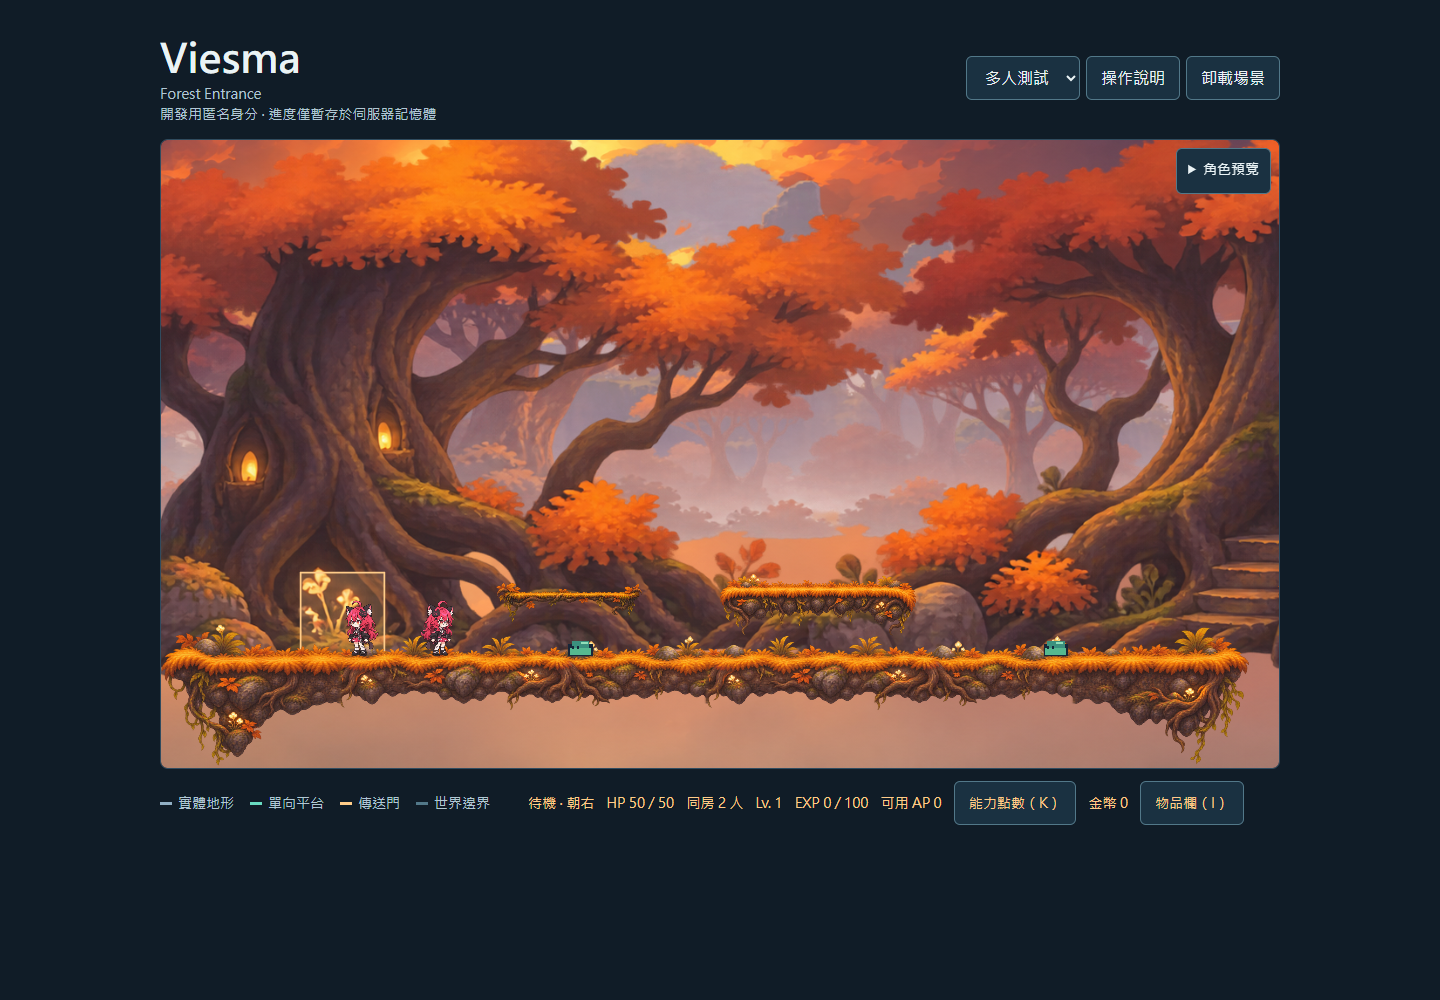 Viesma
Forest Entrance
開發用匿名身分 · 進度僅暫存於伺服器記憶體
多人測試
操作說明
卸載場景
▶ 角色預覽
實體地形
單向平台
傳送門
世界邊界
待機 · 朝右
HP 50 / 50
同房 2 人
Lv. 1
EXP 0 / 100
可用 AP 0
能力點數 ( K )
金幣 0
物品欄 ( I )